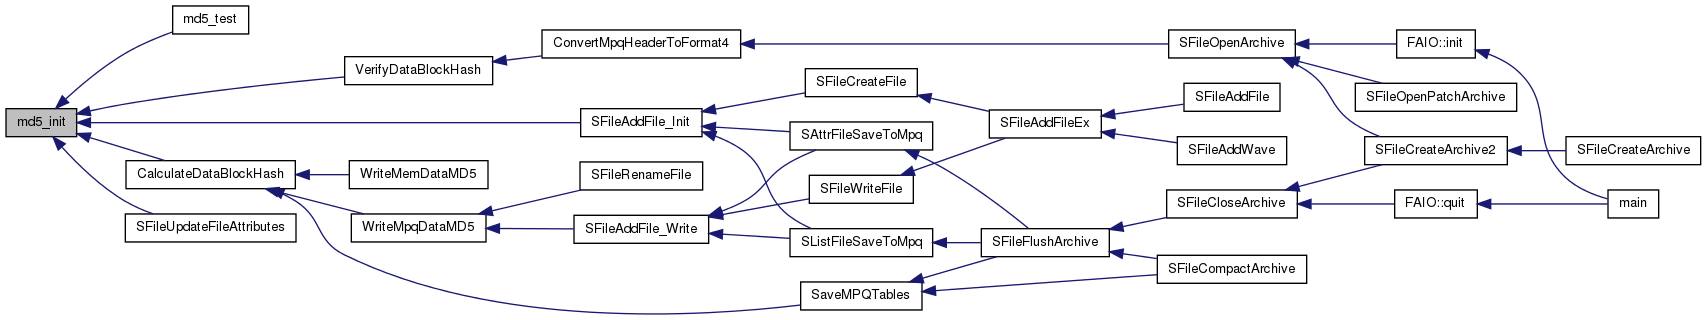 md5_test
ConvertMpqHeaderToFormat4
SFileOpenArchive
FAIO::init
VerifyDataBlockHash
SFileCreateFile
SFileAddFile
SFileOpenPatchArchive
md5_init
SFileAddFile_Init
SFileAddFileEx
SAttrFileSaveToMpq
SFileAddWave
SFileCreateArchive2
SFileCreateArchive
CalculateDataBlockHash
WriteMemDataMD5
SFileRenameFile
SFileWriteFile
SFileCloseArchive
FAIO::quit
main
SFileUpdateFileAttributes
WriteMpqDataMD5
SFileAddFile_Write
SListFileSaveToMpq
SFileFlushArchive
SFileCompactArchive
SaveMPQTables